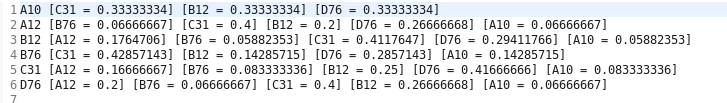 1 A10 [C31 = 0.33333334] [B12 = 0.33333334] [D76 = 0.33333334]
2 A12 [B76 = 0.06666667] [C31 = 0.4] [B12 = 0.2] [D76 = 0.26666668] [A10 = 0.06666667]
3 B12 [A12 = 0.1764706] [B76 = 0.05882353] [C31 = 0.4117647] [D76 = 0.29411766] [A10 = 0.05882353]
4 B76 [C31 = 0.42857143] [B12 = 0.14285715] [D76 = 0.2857143] [A10 = 0.14285715]
5 C31 [A12 = 0.16666667] [B76 = 0.083333336] [B12 = 0.25] [D76 = 0.41666666] [A10 = 0.083333336]
6 D76 [A12 = 0.2] [B76 = 0.06666667] [C31 = 0.4] [B12 = 0.26666668] [A10 = 0.06666667]
7